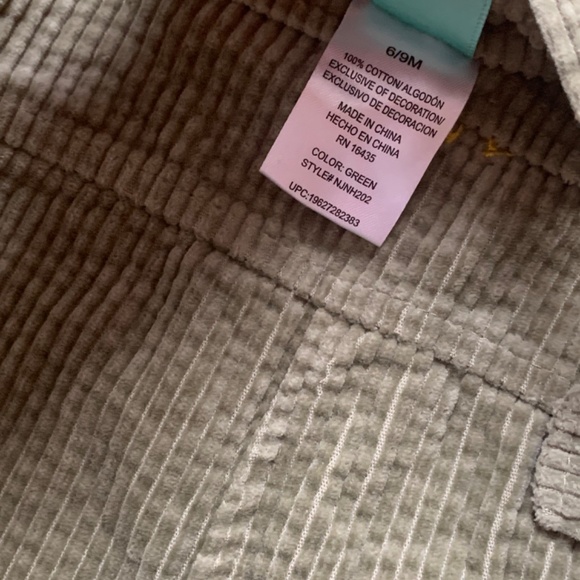 6/9M
100% COTTON/ALGODÓN
EXCLUSIVE OF DECORATION/
EXCLUSIVO DE DECORACION
MADE IN CHINA
HECHO EN CHINA
RN 16435
COLOR: GREEN
STYLE# NJNH202
UPC:19627282383